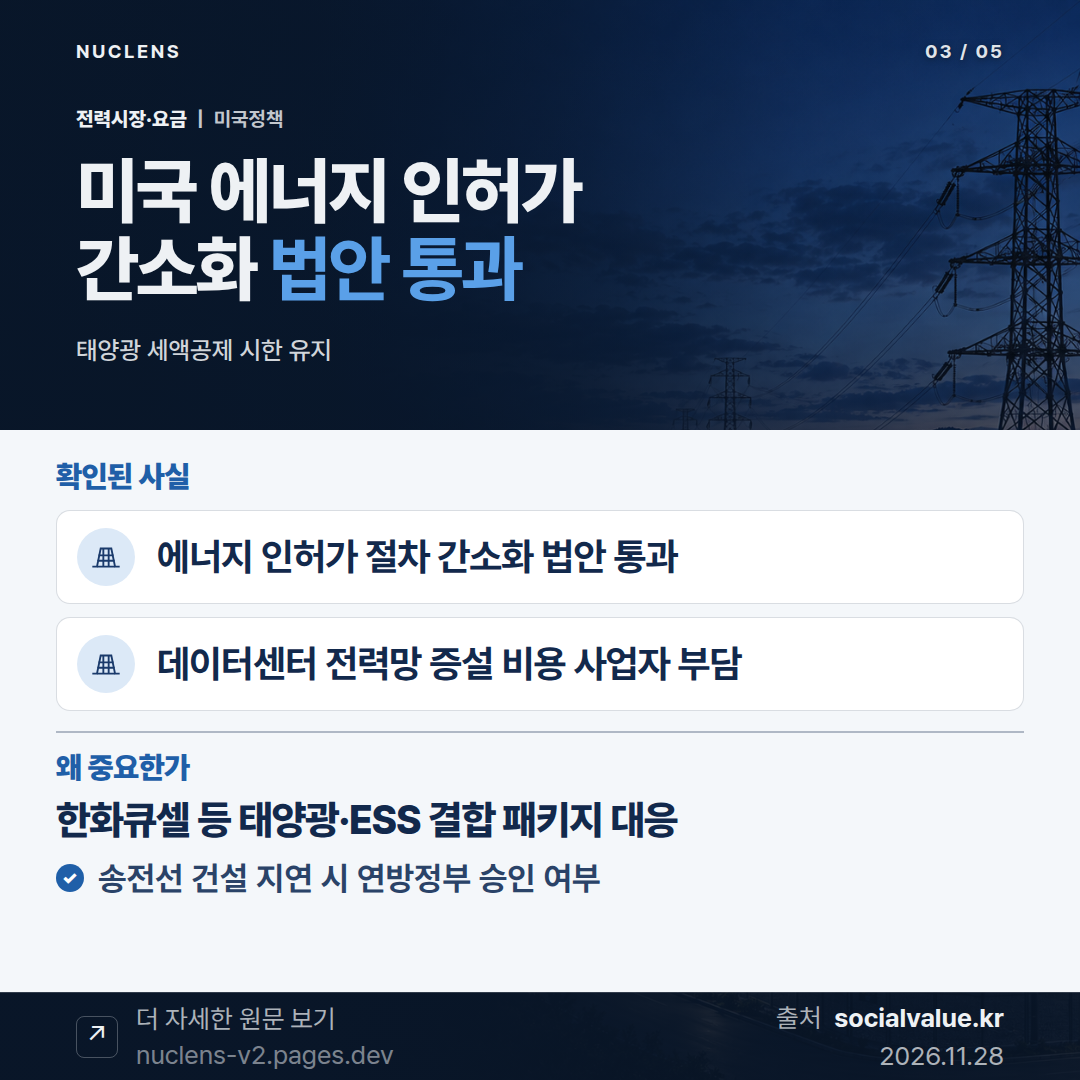 NUCLENS
03 / 05
전력시장·요금 | 미국정책
미국 에너지 인허가
간소화 법안 통과
태양광 세액공제 시한 유지
확인된 사실
에너지 인허가 절차 간소화 법안 통과
데이터센터 전력망 증설 비용 사업자 부담
왜 중요한가
한화큐셀 등 태양광·ESS 결합 패키지 대응
송전선 건설 지연 시 연방정부 승인 여부
더 자세한 원문 보기
nuclens-v2.pages.dev
출처 socialvalue.kr
2026.11.28